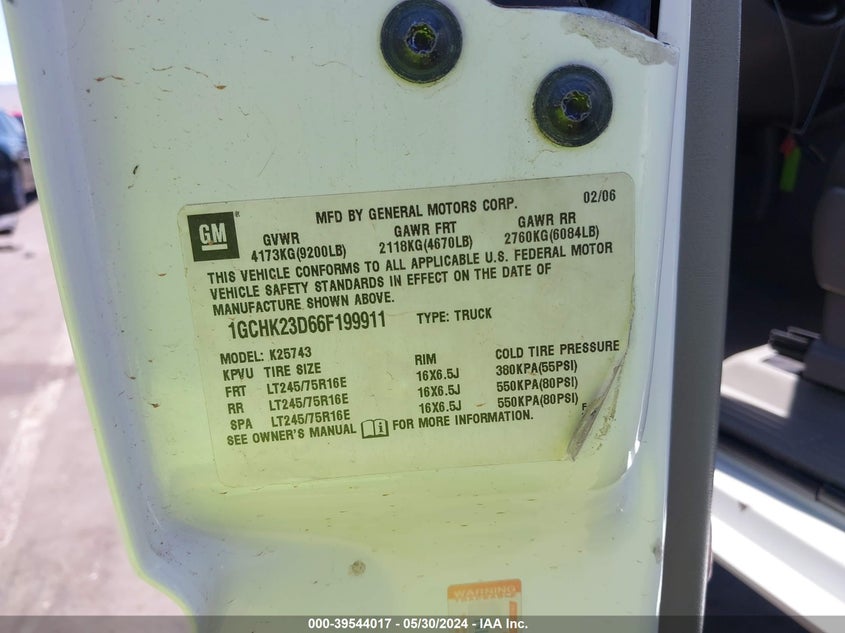 MFD BY GENERAL MOTORS CORP. 02/06
GM
GVWR GAWR FRT GAWR RR
4173KG(9200LB) 2118KG(4670LB) 2760KG(6084LB)
THIS VEHICLE CONFORMS TO ALL APPLICABLE U.S. FEDERAL MOTOR
VEHICLE SAFETY STANDARDS IN EFFECT ON THE DATE OF
MANUFACTURE SHOWN ABOVE.
1GCHK23D66F199911 TYPE: TRUCK
MODEL: K25743
KPVU TIRE SIZE RIM COLD TIRE PRESSURE
FRT LT245/75R16E 16X6.5J 380KPA(55PSI)
RR LT245/75R16E 16X6.5J 550KPA(80PSI)
SPA LT245/75R16E 16X6.5J 550KPA(80PSI)
SEE OWNER'S MANUAL FOR MORE INFORMATION.
WARNING
000-39544017 - 05/30/2024 - IAA Inc.